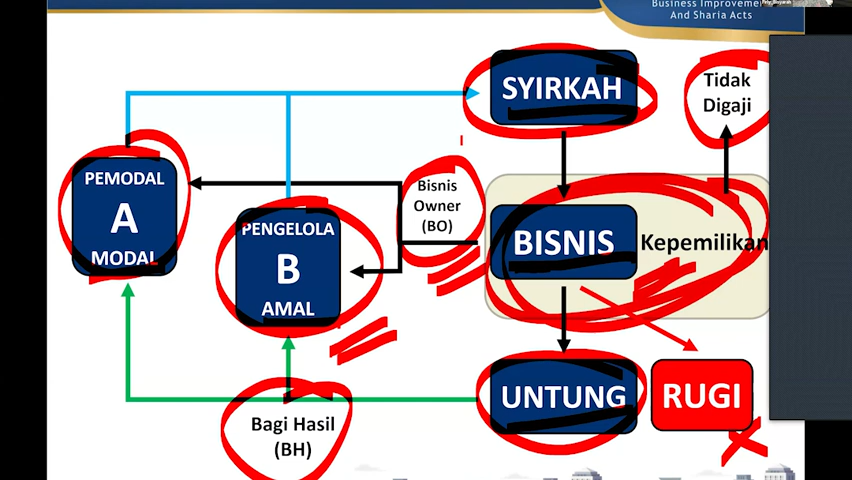 Business Improvement
And Sharia Acts
SYIRKAH
Tidak
Digaji
PEMODAL
A
MODAL
Bisnis
Owner
(BO)
PENGELOLA
B
AMAL
BISNIS
Kepemilikan
UNTUNG
RUGI
Bagi Hasil
(BH)